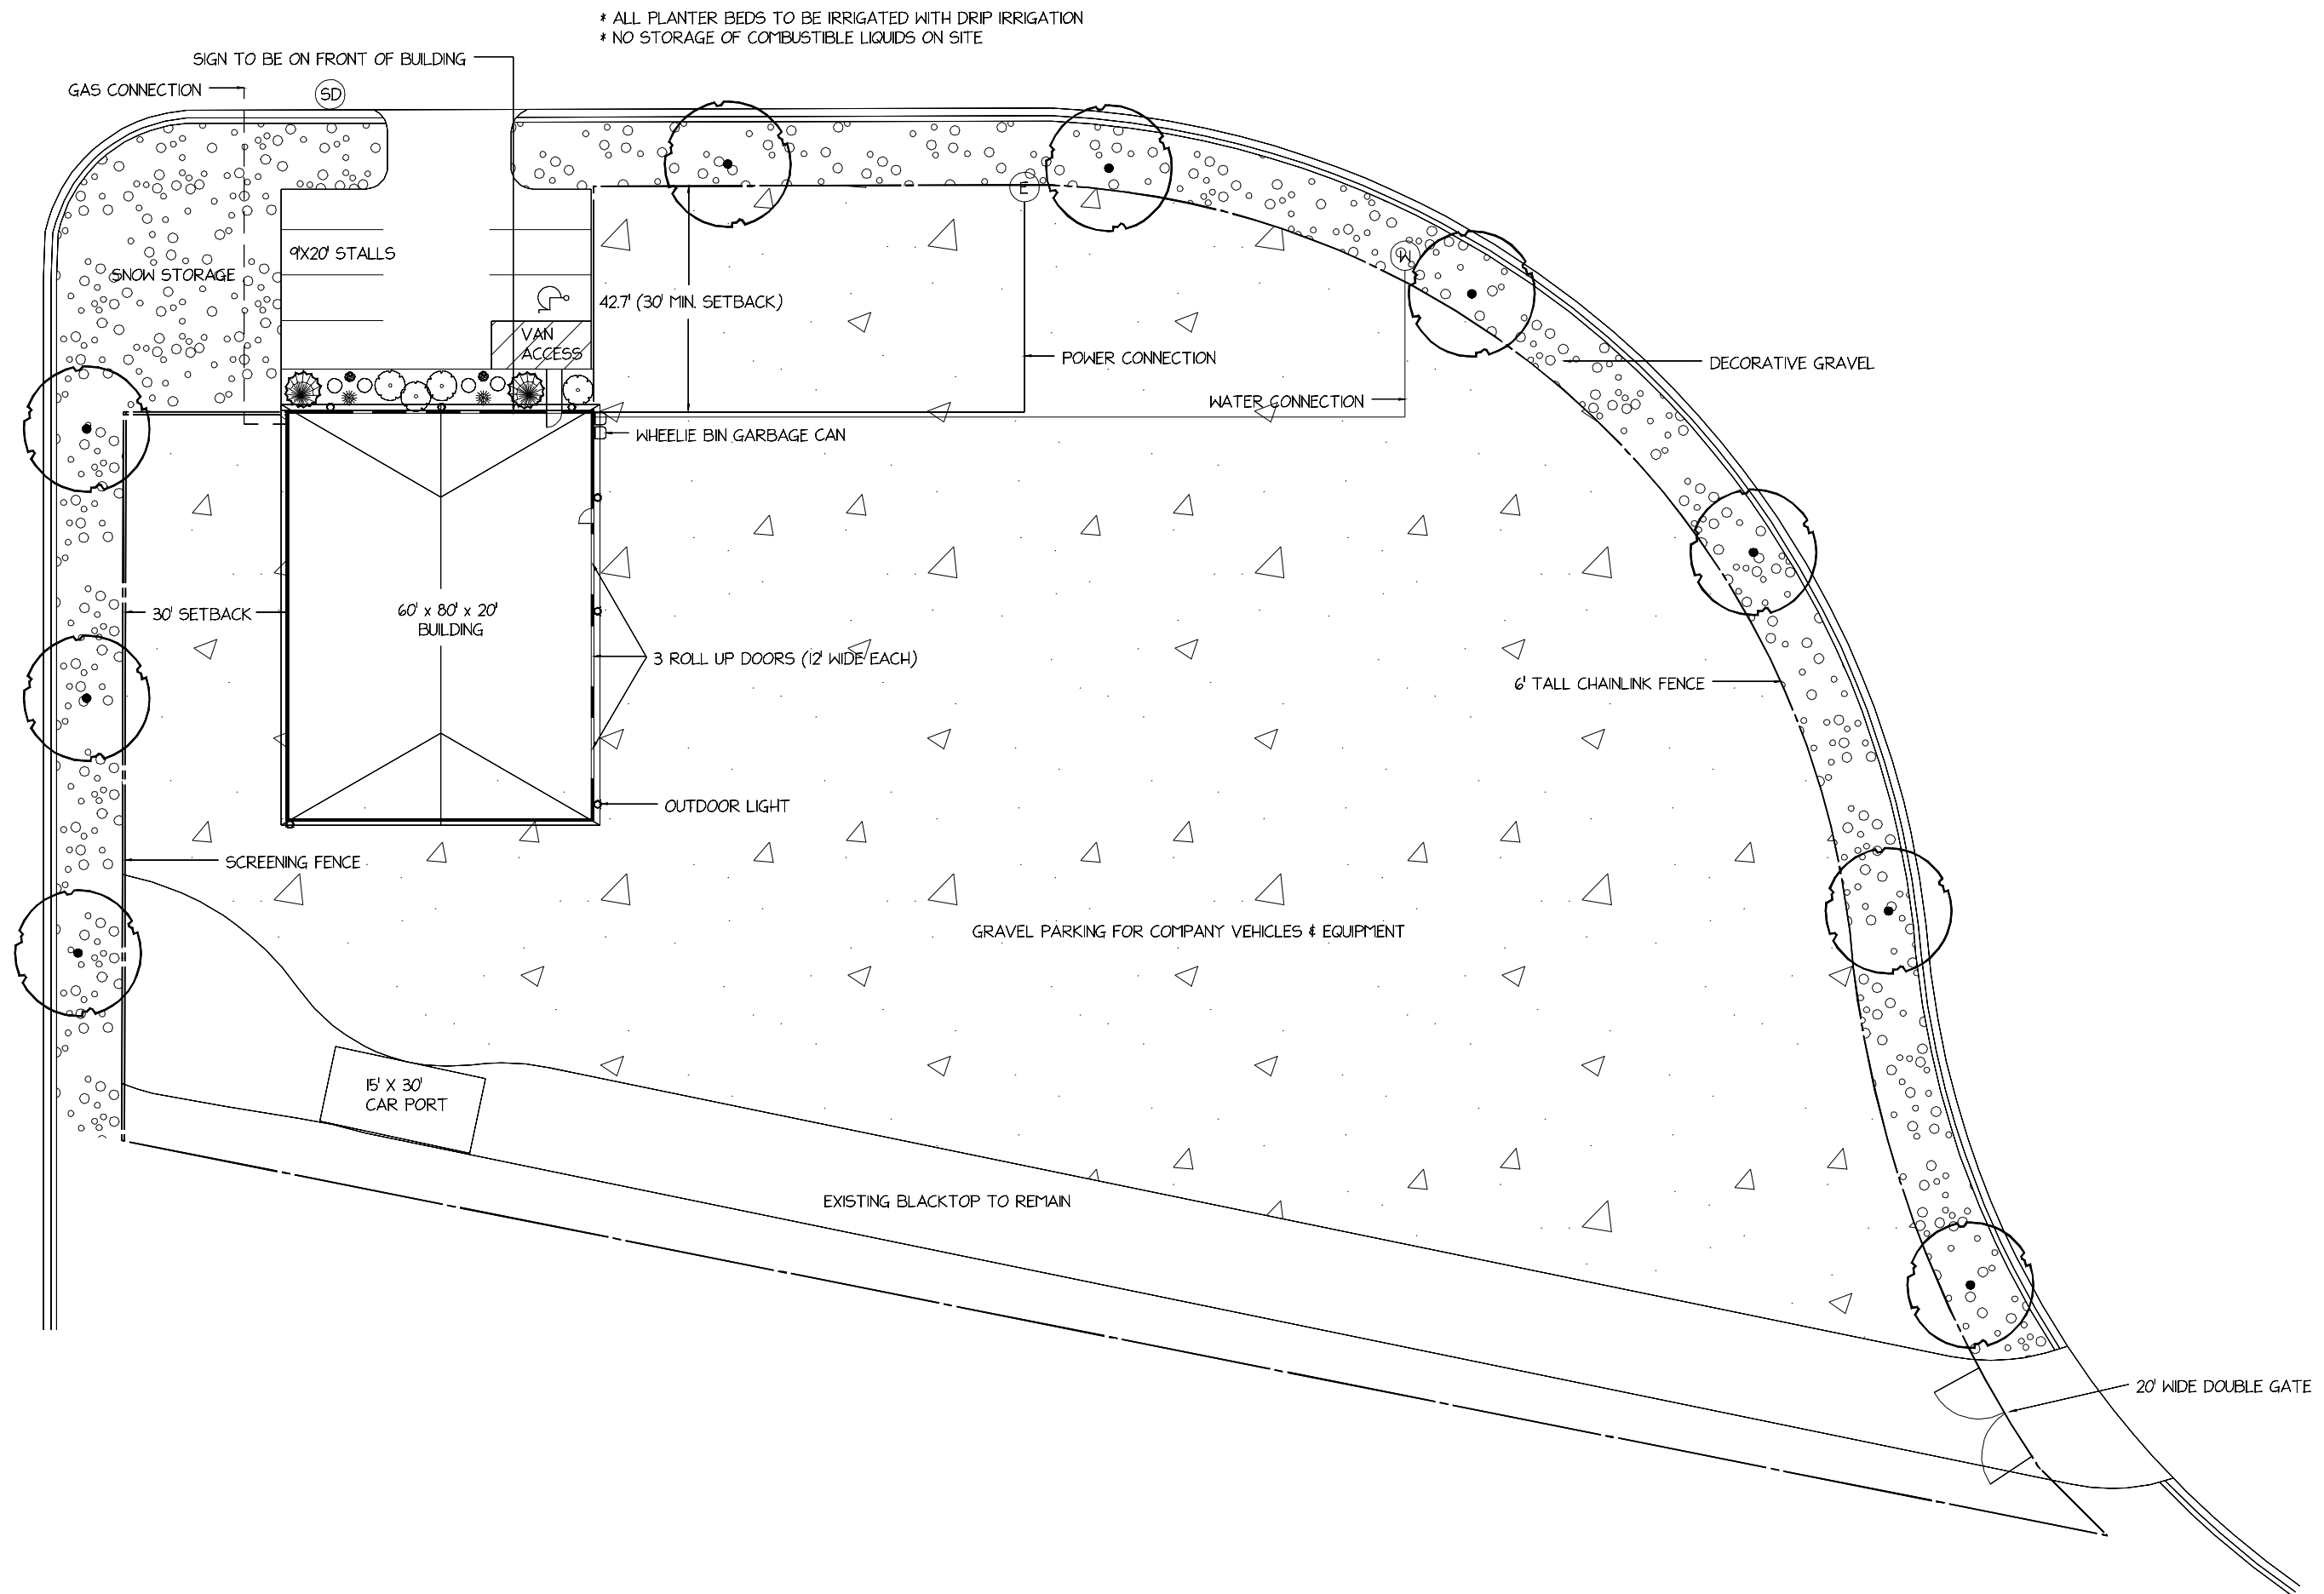 * ALL PLANTER BEDS TO BE IRRIGATED WITH DRIP IRRIGATION
* NO STORAGE OF COMBUSTIBLE LIQUIDS ON SITE
SIGN TO BE ON FRONT OF BUILDING
GAS CONNECTION
SD
E
9'X20' STALLS
W
SNOW STORAGE
42.7' (30' MIN. SETBACK)
VAN
ACCESS
POWER CONNECTION
DECORATIVE GRAVEL
WATER CONNECTION
WHEELIE BIN GARBAGE CAN
30' SETBACK
60' x 80' x 20'
BUILDING
3 ROLL UP DOORS (12' WIDE EACH)
6' TALL CHAINLINK FENCE
OUTDOOR LIGHT
SCREENING FENCE
GRAVEL PARKING FOR COMPANY VEHICLES & EQUIPMENT
15' X 30'
CAR PORT
EXISTING BLACKTOP TO REMAIN
20' WIDE DOUBLE GATE